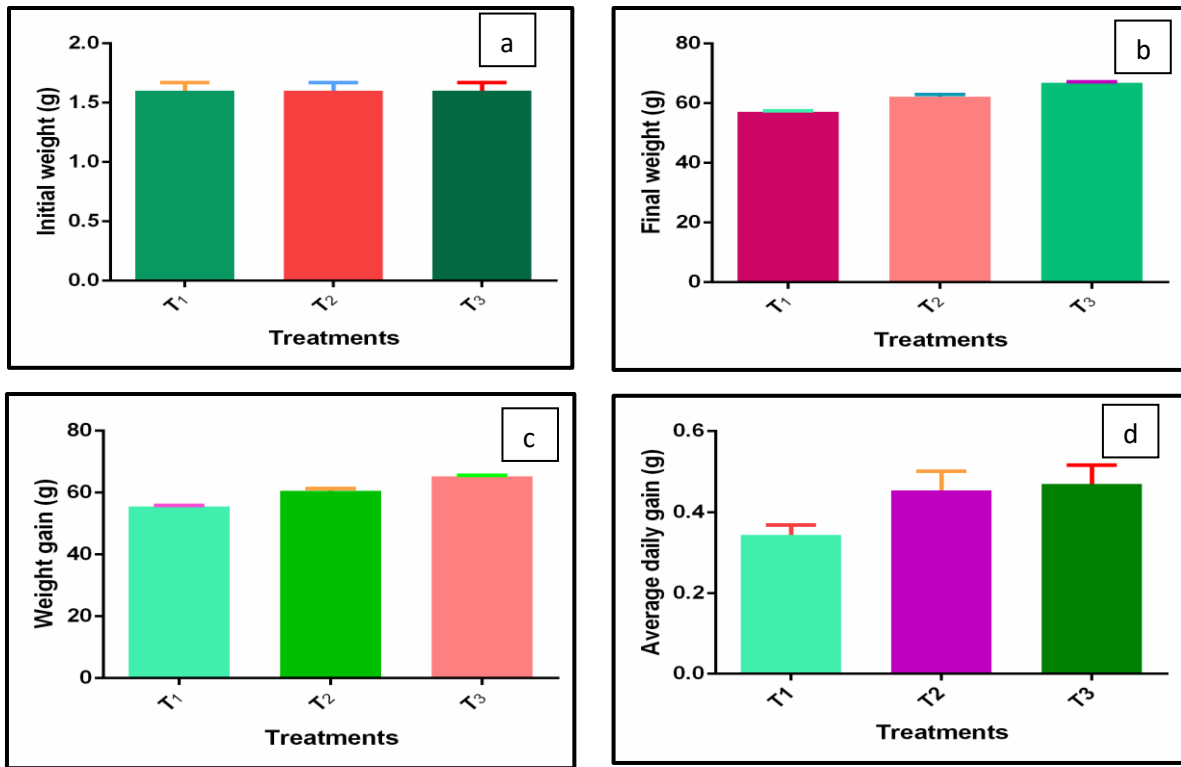 a
2.0
1.5
1.0
0.5
0.0
Initial weight (g)
T1 T2 T3
Treatments
b
80
60
40
20
0
Final weight (g)
T1 T2 T3
Treatments
c
80
60
40
20
0
Weight gain (g)
T1 T2 T3
Treatments
d
0.6
0.4
0.2
0.0
Average daily gain (g)
T1 T2 T3
Treatments